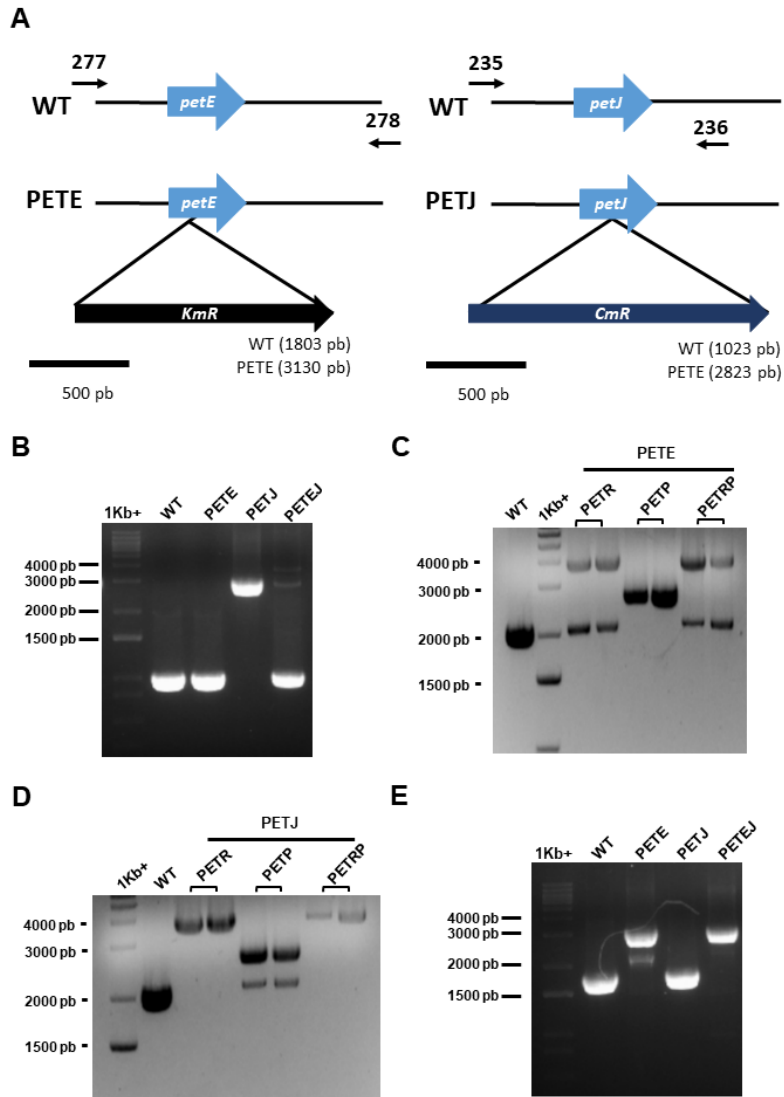 A
277
235
WT
petE
WT
petJ
278
236
PETE
petE
PETJ
petJ
KmR
CmR
WT (1803 pb)
PETE (3130 pb)
WT (1023 pb)
PETE (2823 pb)
500 pb
500 pb
B
1Kb+ WT PETE PETJ PETEJ
4000 pb
3000 pb
2000 pb
1500 pb
C
PETE
WT 1Kb+ PETR PETP PETRP
4000 pb
3000 pb
2000 pb
1500 pb
D
PETJ
1Kb+ WT PETR PETP PETRP
4000 pb
3000 pb
2000 pb
1500 pb
E
1Kb+ WT PETE PETJ PETEJ
4000 pb
3000 pb
2000 pb
1500 pb